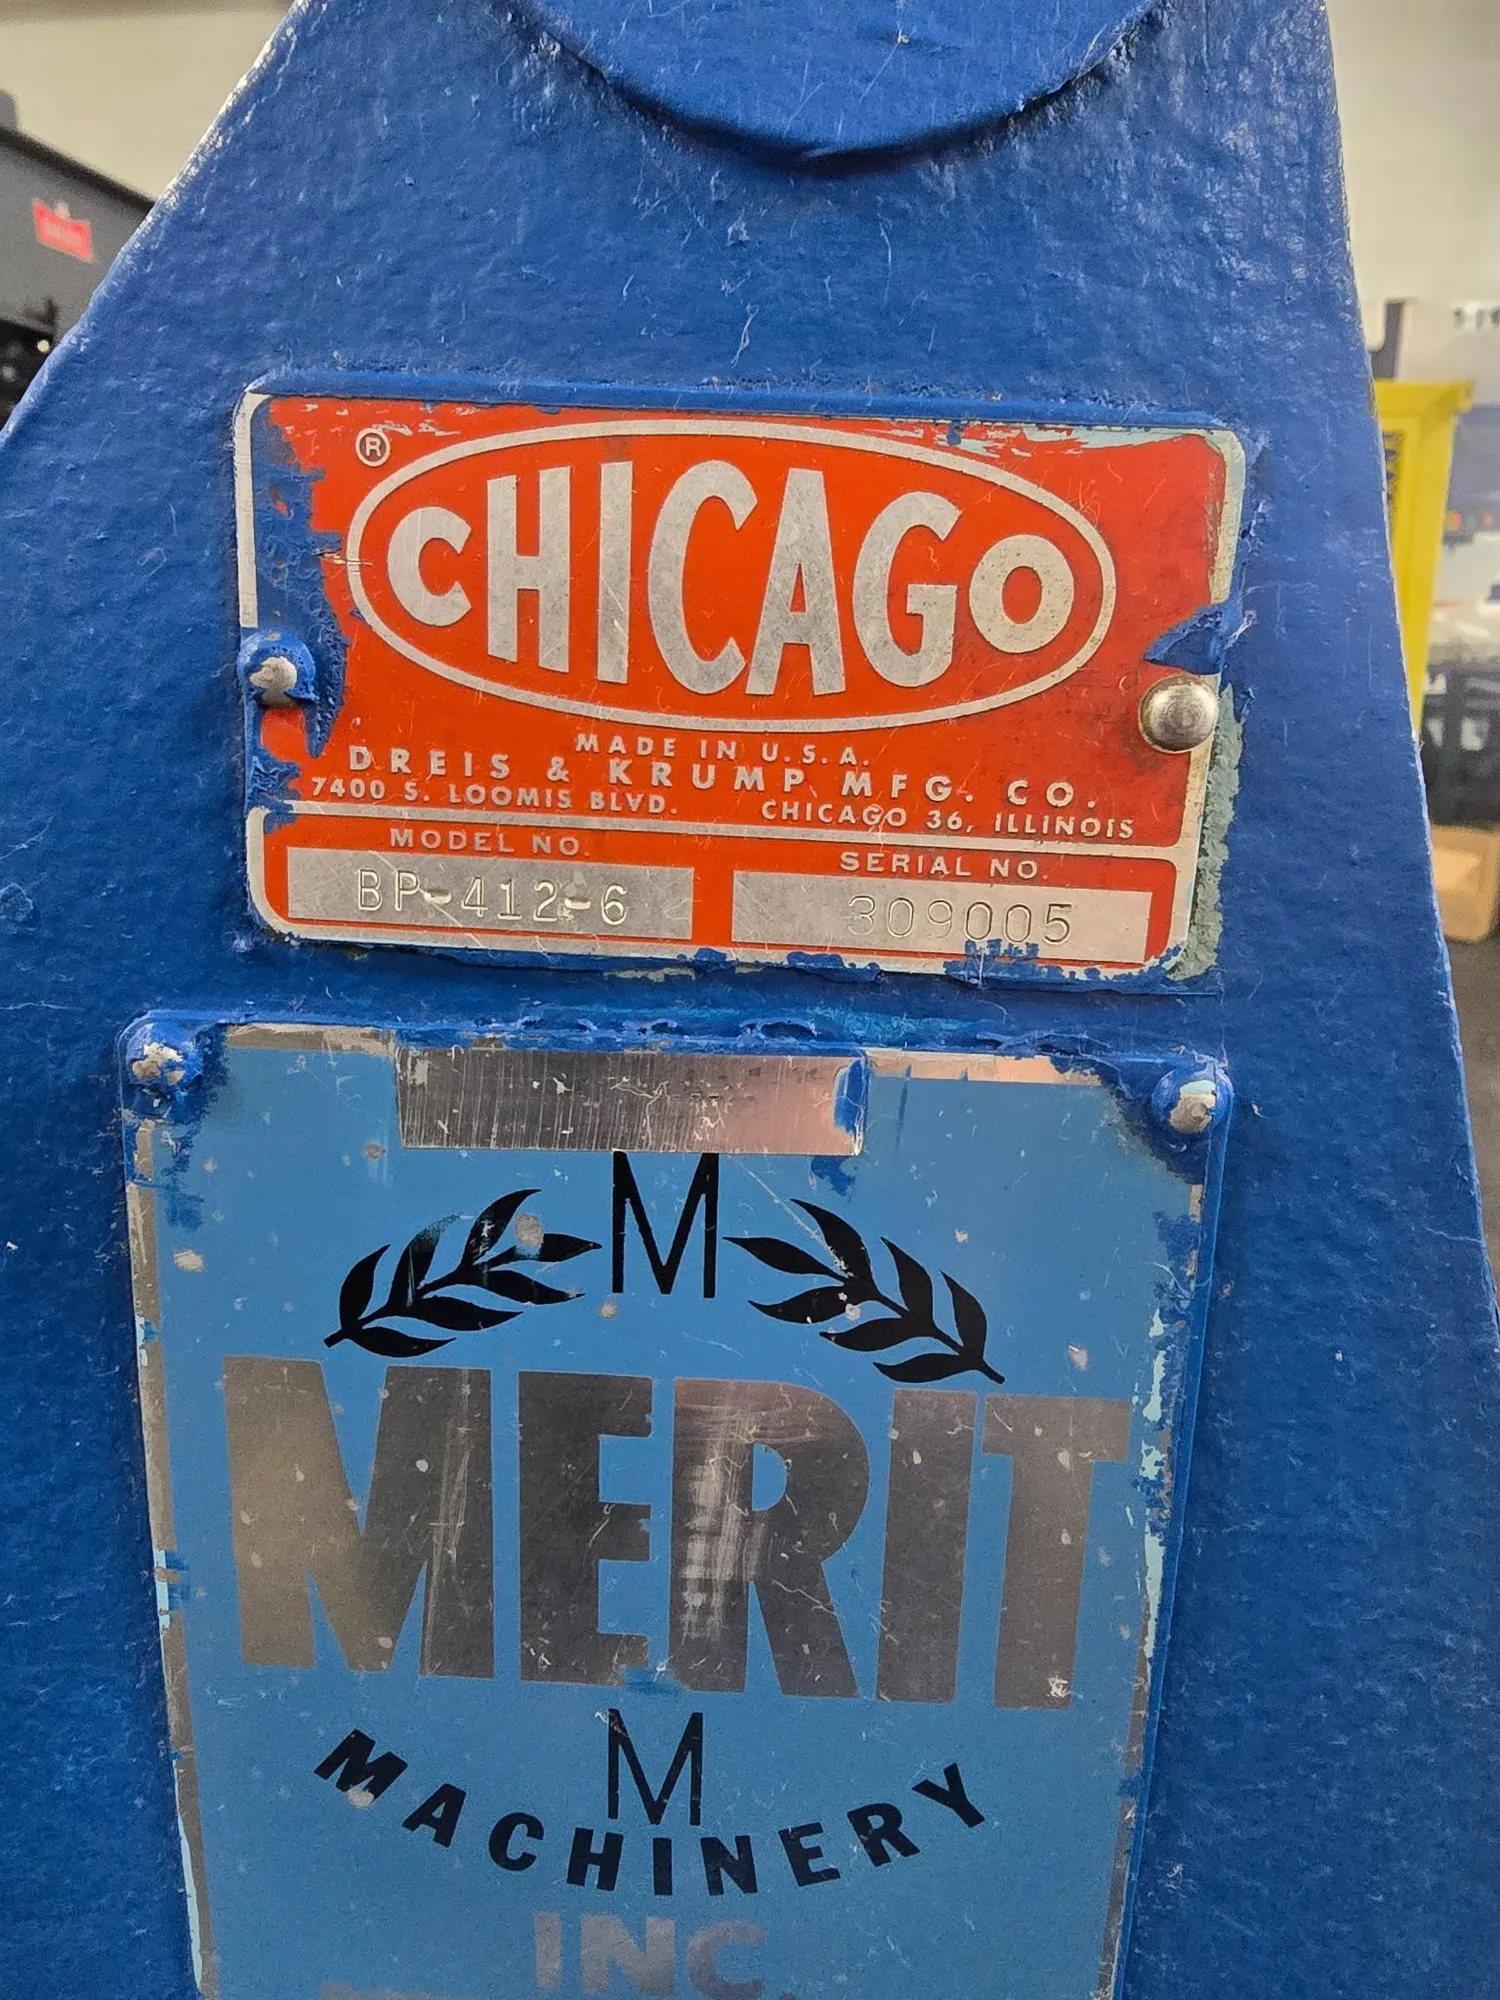 ®
CHICAGO
MADE IN U.S.A.
DREIS & KRUMP MFG. CO.
7400 S. LOOMIS BLVD. CHICAGO 36, ILLINOIS
MODEL NO. SERIAL NO.
BP-412-6 309005
M
MERIT
M
MACHINERY
INC.